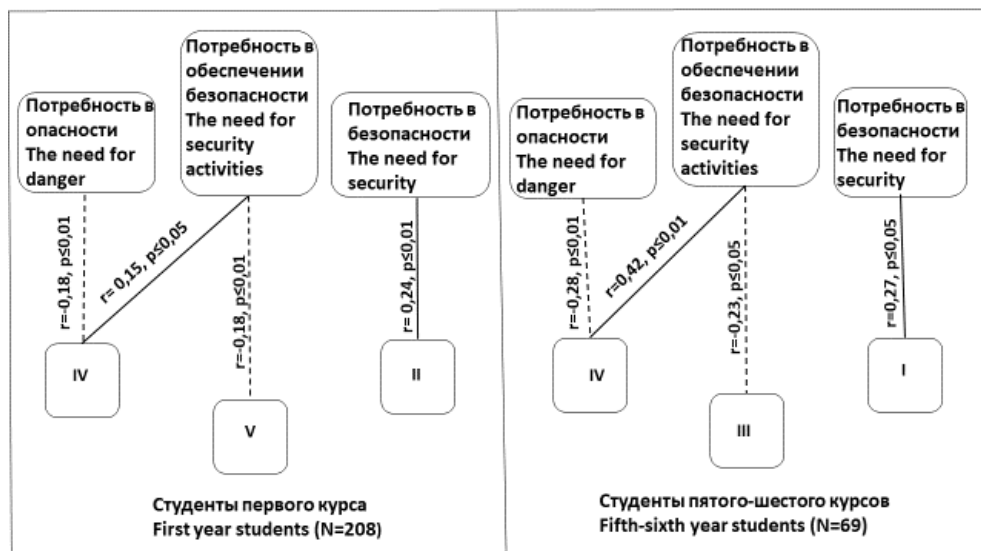 Потребность в
опасности
The need for
danger
Потребность в
обеспечении
безопасности
The need for
security
activities
Потребность в
безопасности
The need for
security
r=-0,18, p≤0,01
r= 0,15, p≤0,05
r=-0,18, p≤0,01
r= 0,24, p≤0,01
IV
V
II
Студенты первого курса
First year students (N=208)
Потребность в
опасности
The need for
danger
Потребность в
обеспечении
безопасности
The need for
security
activities
Потребность в
безопасности
The need for
security
r=-0,28, p≤0,01
r=0,42, p≤0,01
r=-0,23, p≤0,05
r=0,27, p≤0,05
IV
III
I
Студенты пятого-шестого курсов
Fifth-sixth year students (N=69)